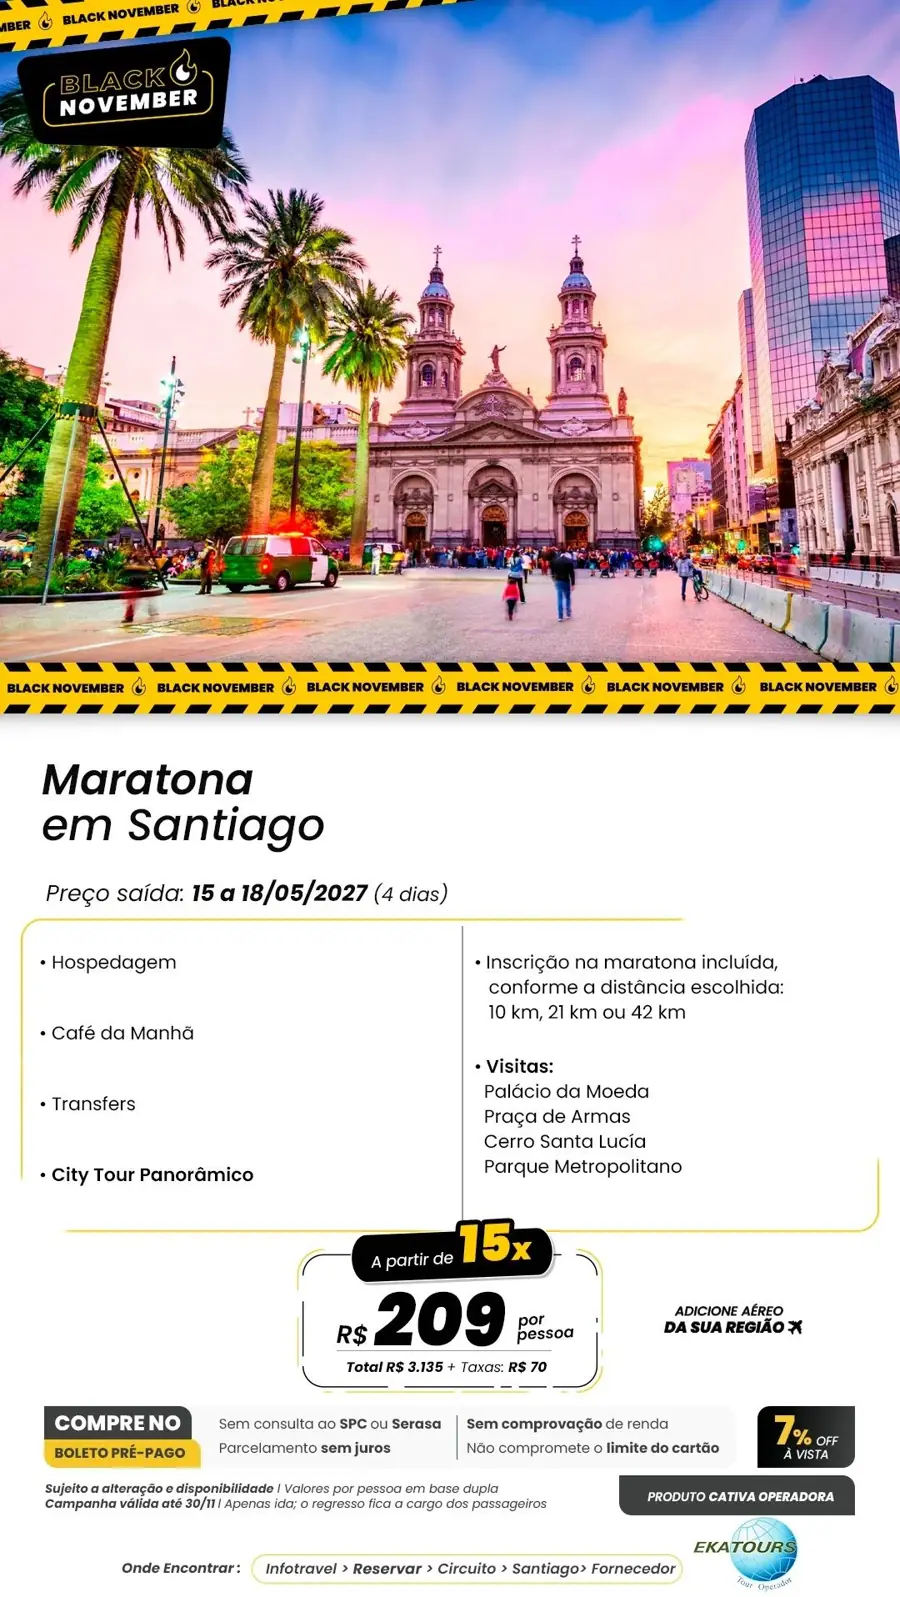 MBER BLACK NOVEMBER BLACK NOVEMBER
BLACK
NOVEMBER
BLACK NOVEMBER BLACK NOVEMBER BLACK NOVEMBER BLACK NOVEMBER BLACK NOVEMBER BLACK NOVEMBER
Maratona
em Santiago
Preço saída: 15 a 18/05/2027 (4 dias)
• Hospedagem
• Café da Manhã
• Transfers
• City Tour Panorâmico
• Inscrição na maratona incluída,
conforme a distância escolhida:
10 km, 21 km ou 42 km
• Visitas:
Palácio da Moeda
Praça de Armas
Cerro Santa Lucía
Parque Metropolitano
A partir de 15x
R$ 209 por pessoa
Total R$ 3.135 + Taxas: R$ 70
ADICIONE AÉREO
DA SUA REGIÃO
COMPRE NO
BOLETO PRÉ-PAGO
Sem consulta ao SPC ou Serasa
Parcelamento sem juros
Sem comprovação de renda
Não compromete o limite do cartão
7% OFF
À VISTA
Sujeito a alteração e disponibilidade | Valores por pessoa em base dupla
Campanha válida até 30/11 | Apenas ida; o regresso fica a cargo dos passageiros
PRODUTO CATIVA OPERADORA
EKATOURS
Tour Operador
Onde Encontrar : Infotravel > Reservar > Circuito > Santiago> Fornecedor